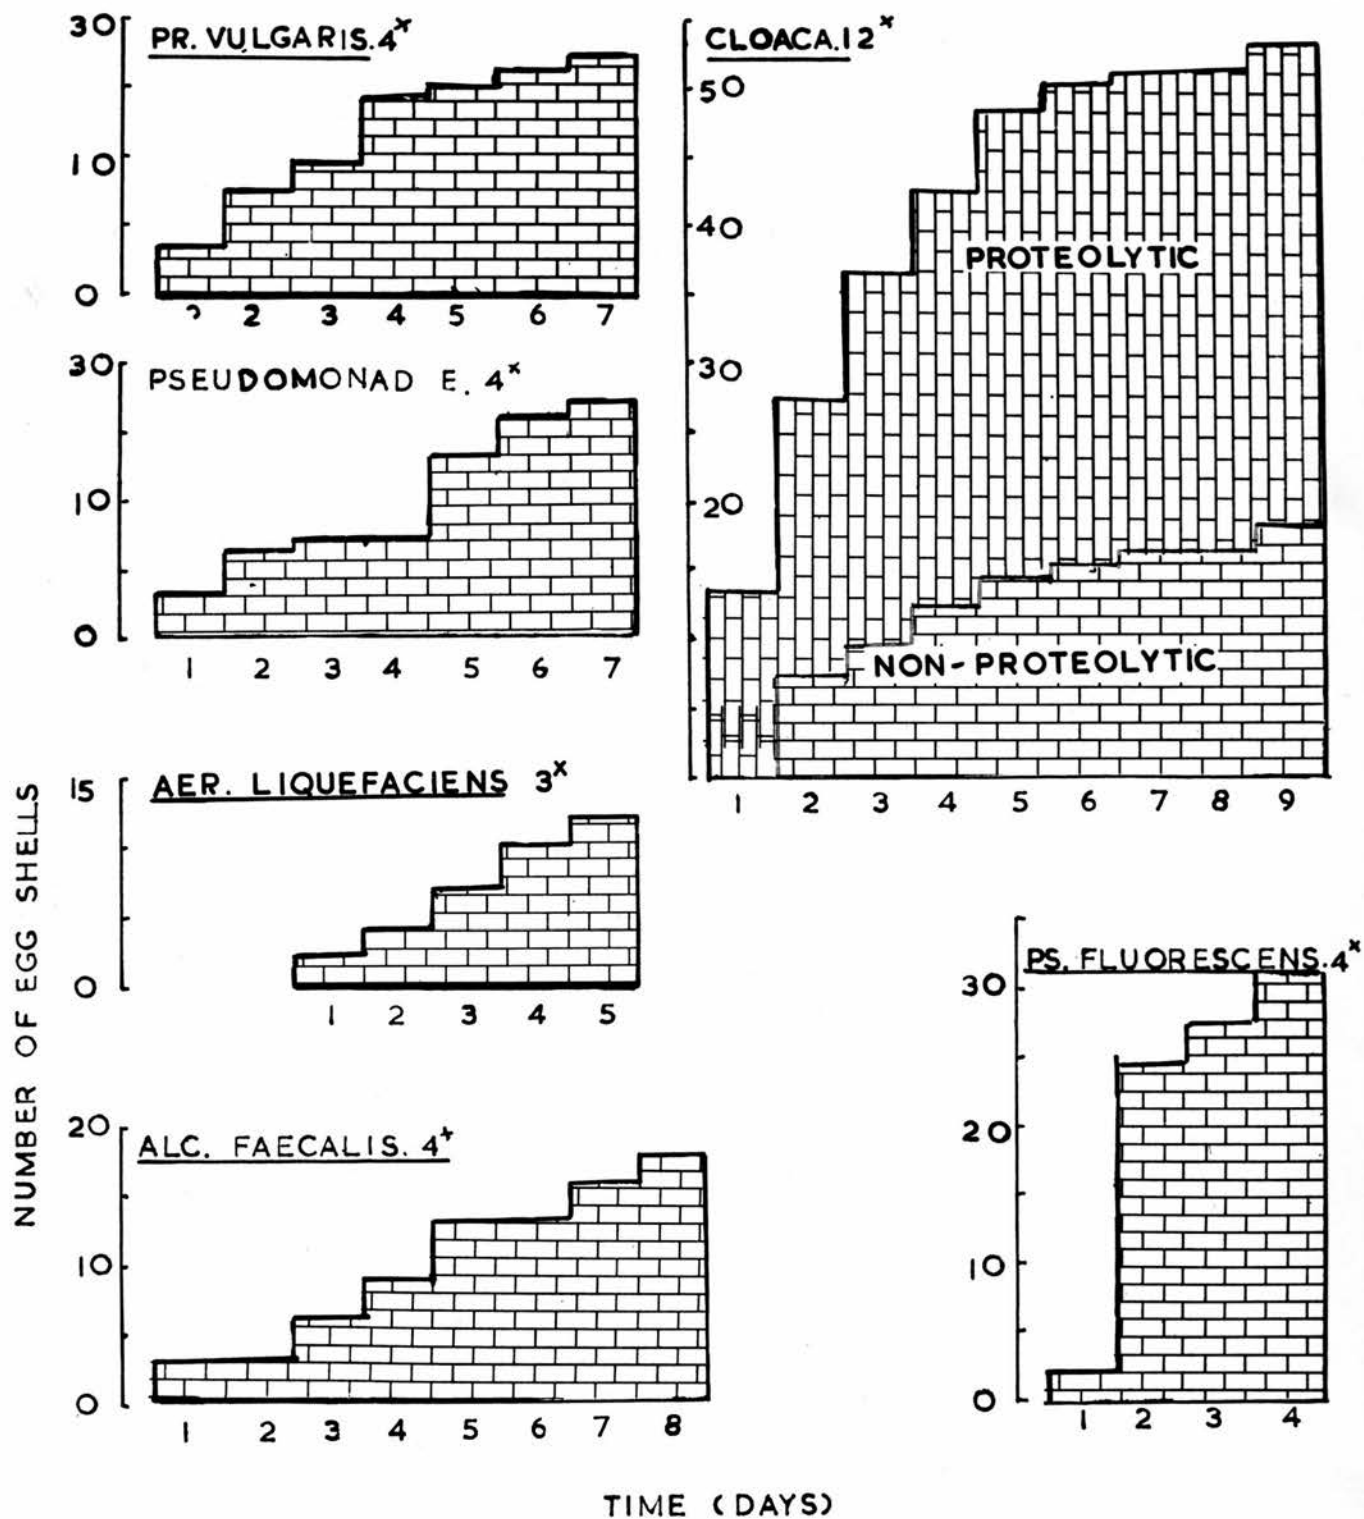 30
PR. VULGARIS. 4x
10
0
2 3 4 5 6 7
30
PSEUDOMONAD E. 4x
10
0
1 2 3 4 5 6 7
15
AER. LIQUEFACIENS 3x
0
1 2 3 4 5
20
ALC. FAECALIS. 4+
10
0
1 2 3 4 5 6 7 8
NUMBER OF EGG SHELLS
CLOACA. 12x
50
40
PROTEOLYTIC
30
20
NON-PROTEOLYTIC
1 2 3 4 5 6 7 8 9
PS. FLUORESCENS. 4x
30
20
10
0
1 2 3 4
TIME (DAYS)